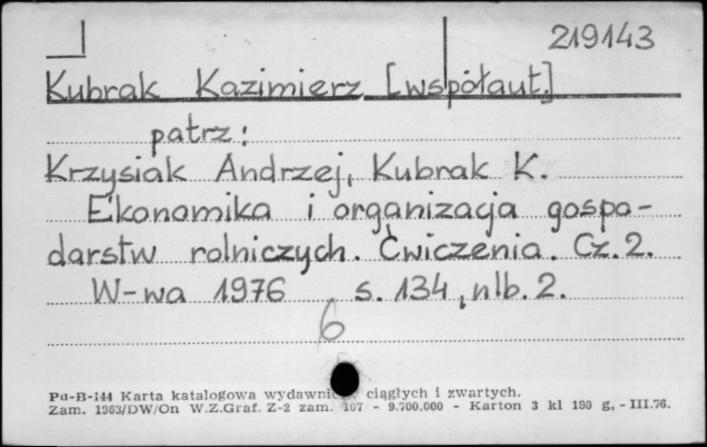 219143
Kubrak Kazimierz [współaut.]
patrz:
Krzysiak Andrzej, Kubrak K.
Ekonomika i organizacja gospo-
darstw rolniczych. Ćwiczenia. Cz. 2.
W-wa 1976 s. 134, nlb. 2.
6
Pu-B-144 Karta katalogowa ciągłych i zwartych.
Zam. 1363/DW/On W.Z.Graf. Z-2 zam. 107 - 9.700.000 - Karton 3 kl 180 g, - III.76.